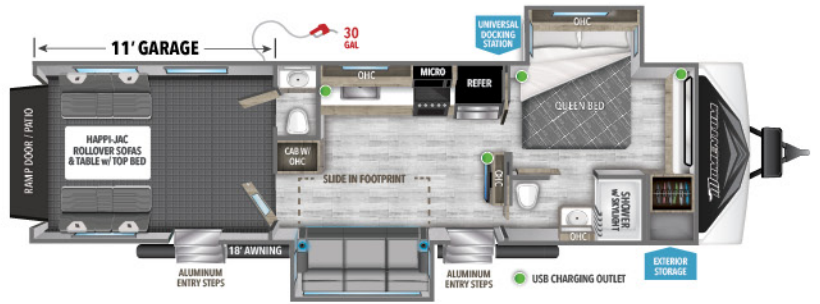 11' GARAGE
30
GAL
UNIVERSAL
DOCKING
STATION
OHC
OHC
MICRO
REFER
QUEEN BED
RAMP DOOR / PATIO
HAPPI-JAC
ROLLOVER SOFAS
& TABLE w/ TOP BED
CAB W/
OHC
SLIDE IN FOOTPRINT
OHC
SHOWER
w/ SKYLIGHT
MOMENTUM
OHC
18' AWNING
ALUMINUM
ENTRY STEPS
ALUMINUM
ENTRY STEPS
USB CHARGING OUTLET
EXTERIOR
STORAGE